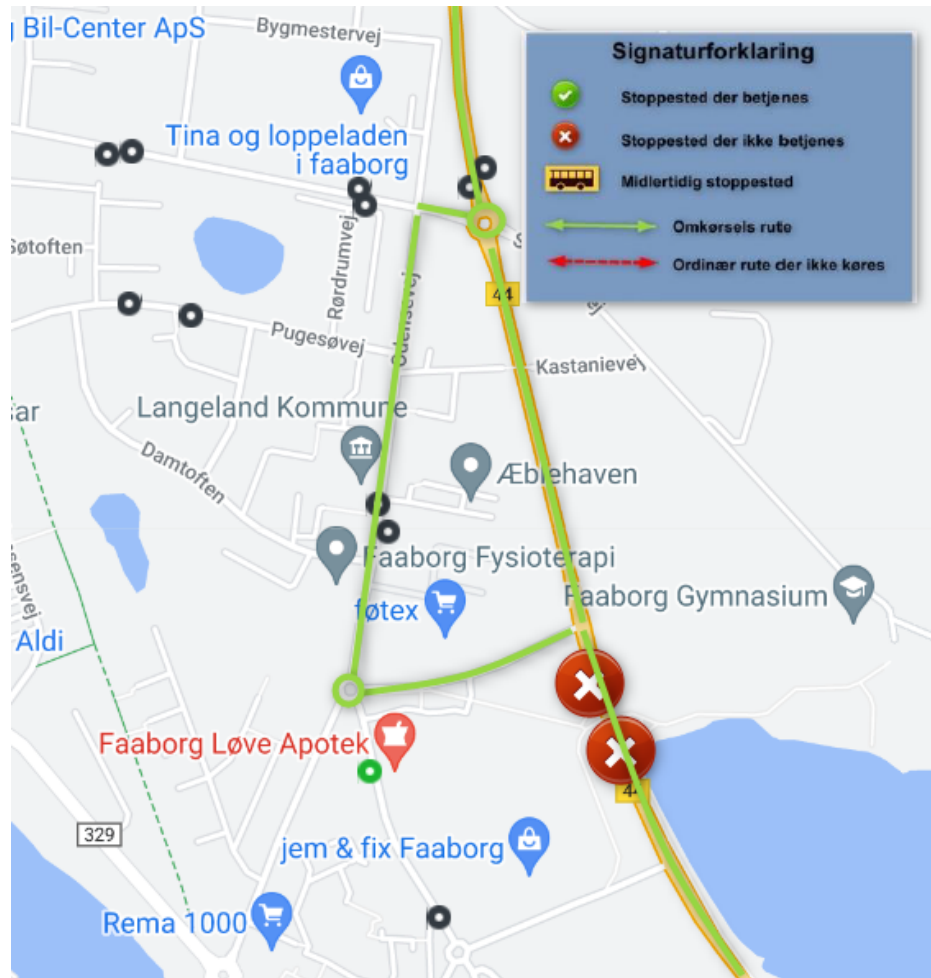 Bil-Center ApS
Bygmestervej
Signaturforklaring
Stoppested der betjenes
Stoppested der ikke betjenes
Midlertidig stoppested
Omkørsels rute
Ordinær rute der ikke køres
Tina og loppeladen
i faaborg
Søtoften
Rørdrumvej
Odensevej
44
Pugesøvej
Kastanievej
Langeland Kommune
Damtoften
Æblehaven
Faaborg Fysioterapi
Faaborg Gymnasium
føtex
Aldi
Faaborg Løve Apotek
44
329
jem & fix Faaborg
Rema 1000